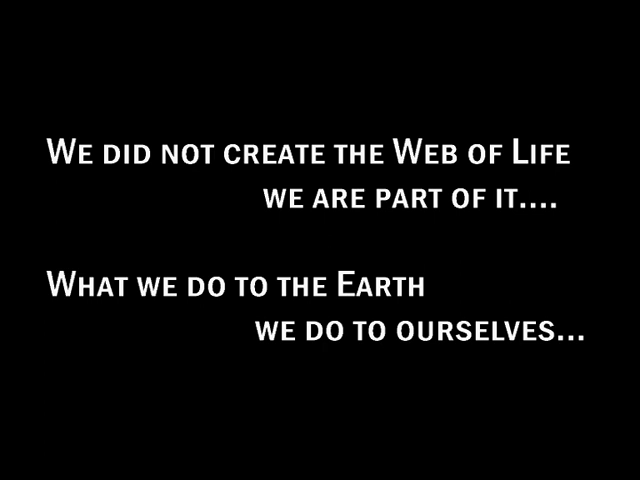 We did not create the Web of Life
we are part of it....
What we do to the Earth
we do to ourselves...